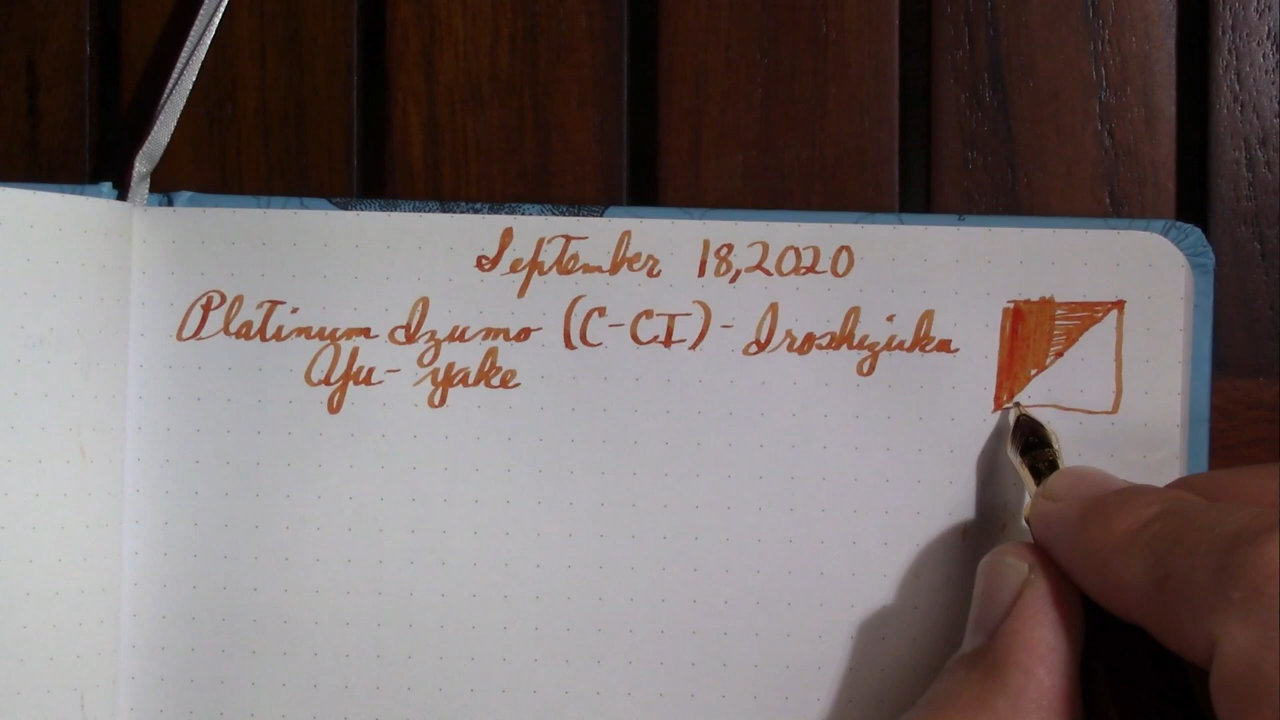 September 18, 2020
Platinum Izumo (C-CI) - Iroshizuku
Yu-yake